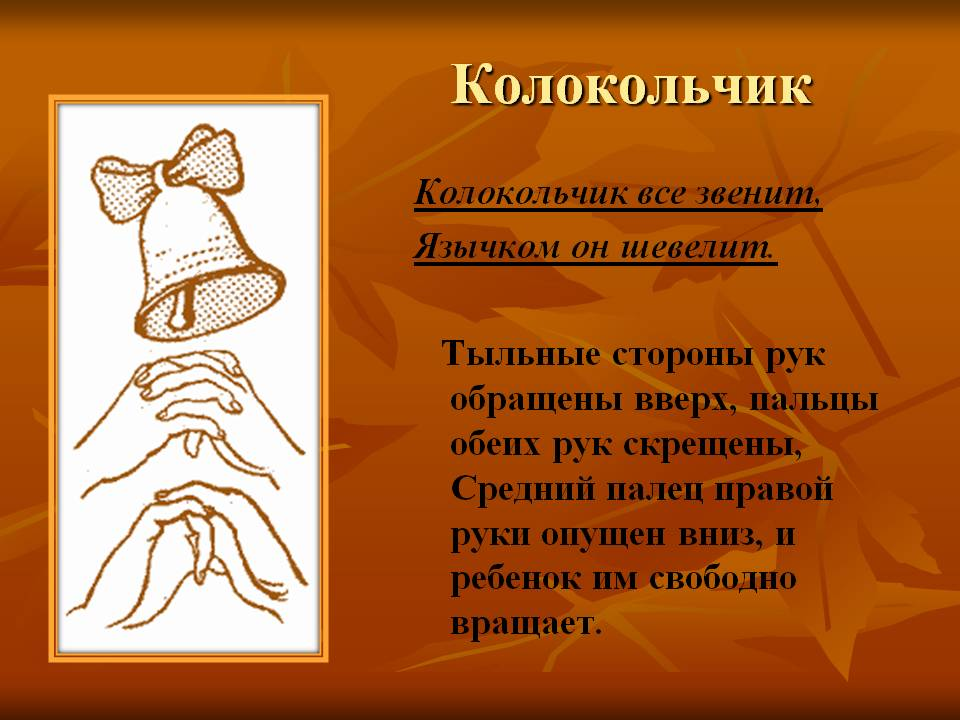 Колокольчик
Колокольчик все звенит,
Язычком он шевелит.
Тыльные стороны рук
обращены вверх, пальцы
обеих рук скрещены,
Средний палец правой
руки опущен вниз, и
ребенок им свободно
вращает.